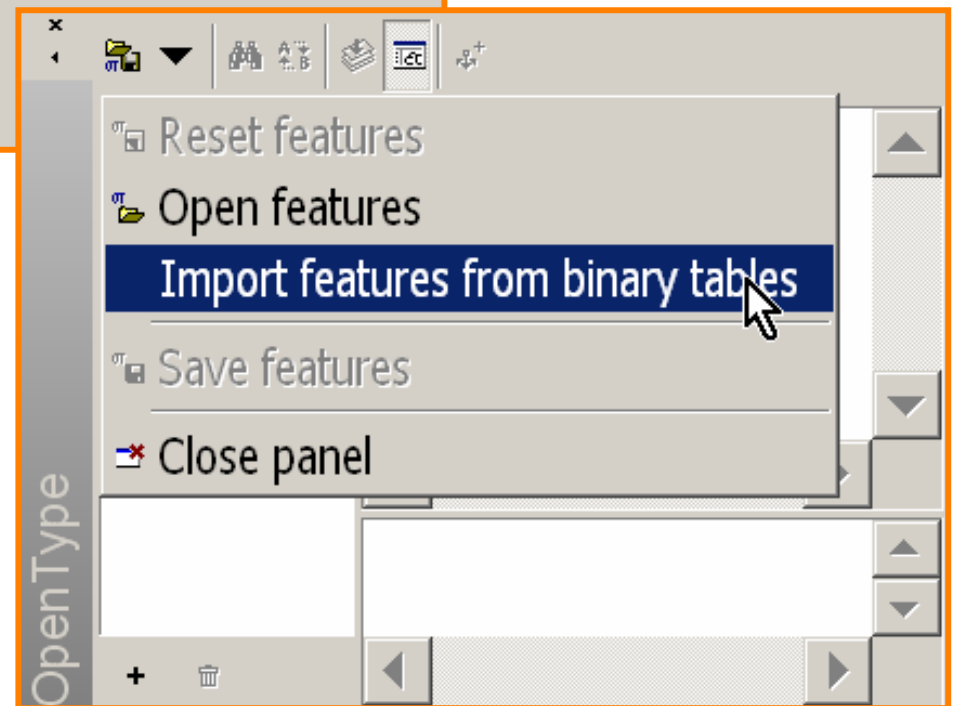 Reset features
Open features
Import features from binary tables
Save features
Close panel
OpenType